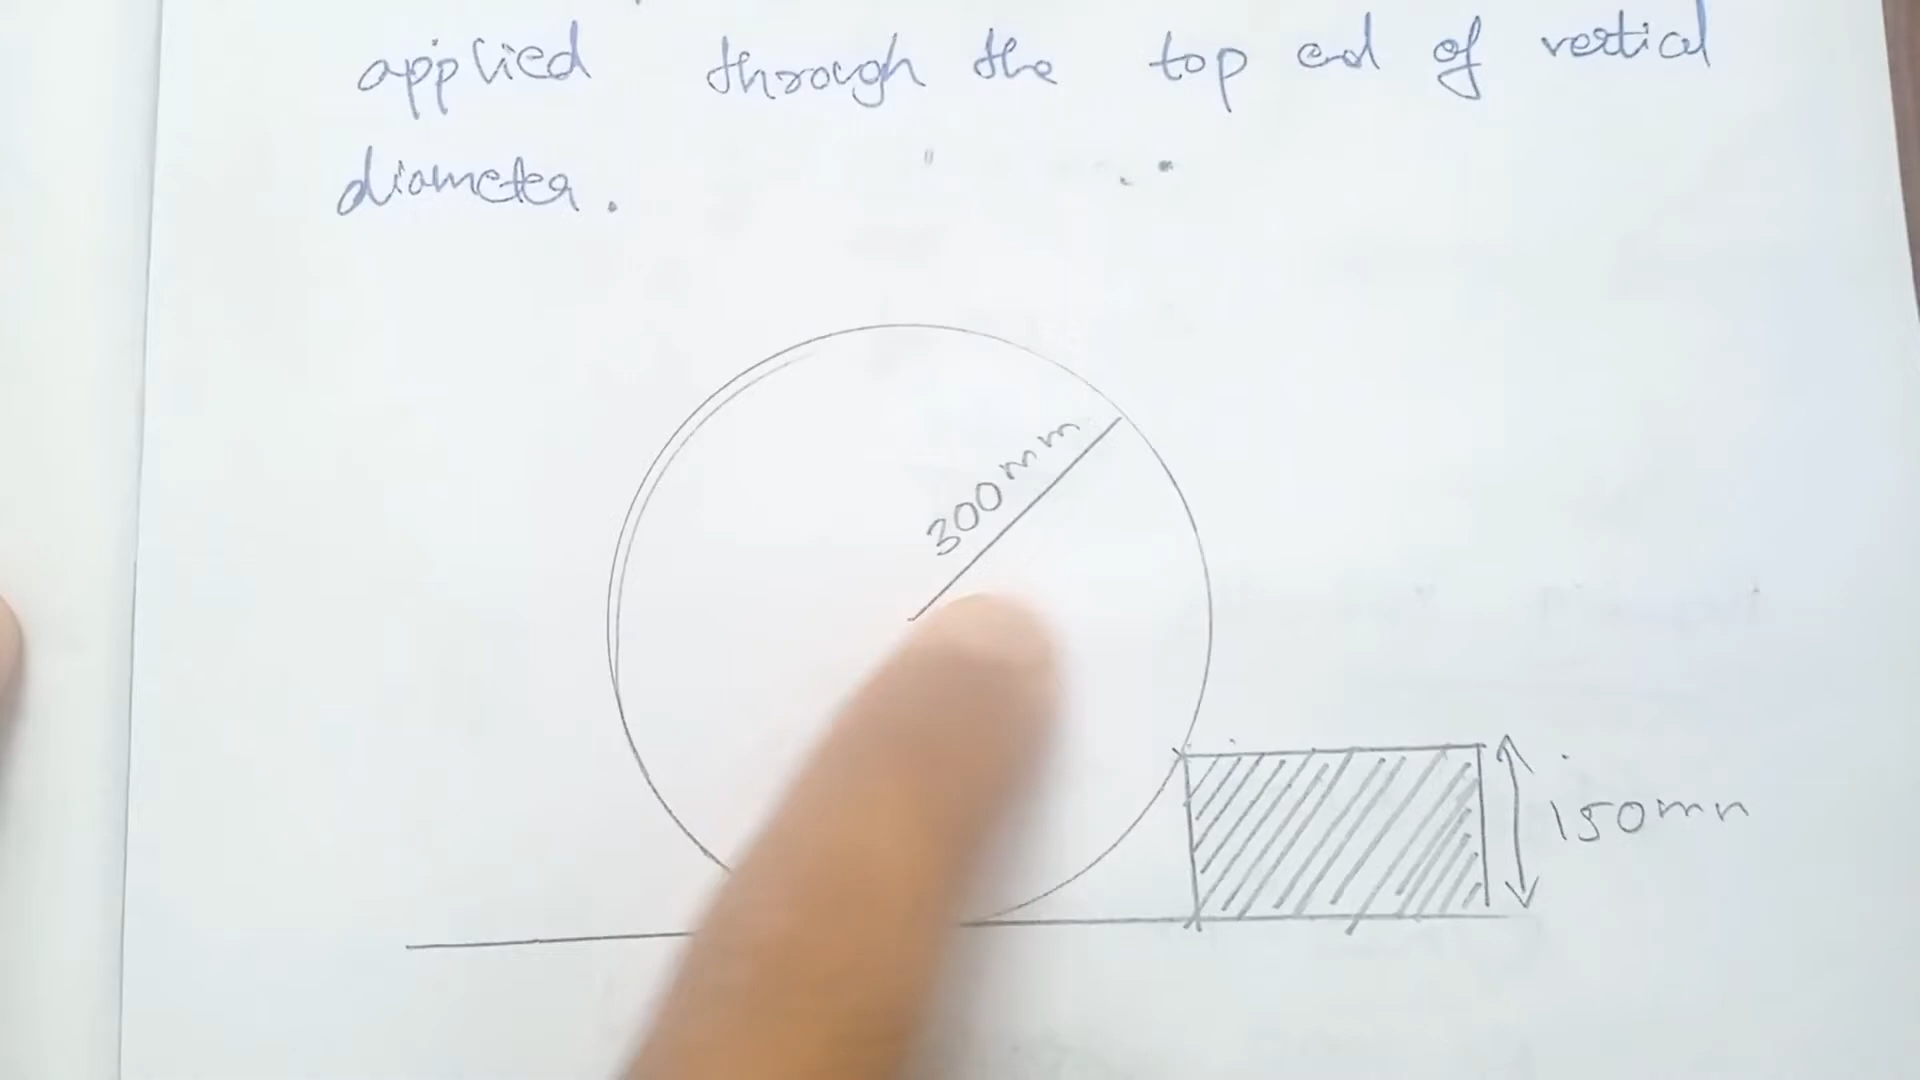 applied through the top end of vertical
diameter.
300mm
150mm